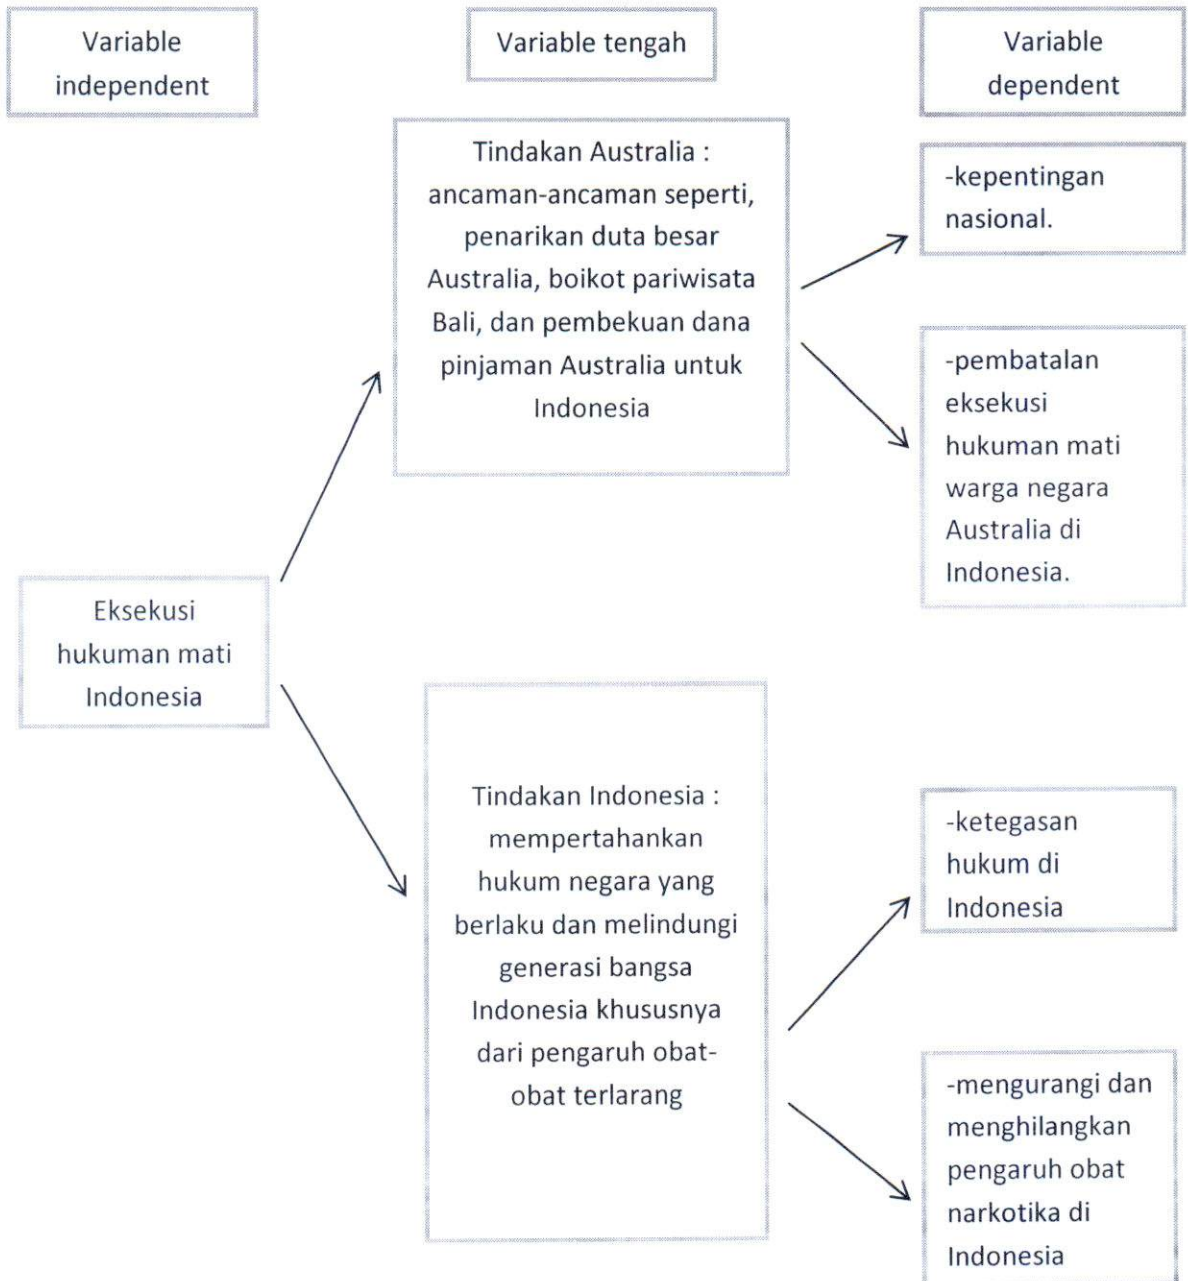 Variable
independent
Variable tengah
Variable
dependent
Tindakan Australia :
ancaman-ancaman seperti,
penarikan duta besar
Australia, boikot pariwisata
Bali, dan pembekuan dana
pinjaman Australia untuk
Indonesia
-kepentingan
nasional.
-pembatalan
eksekusi
hukuman mati
warga negara
Australia di
Indonesia.
Eksekusi
hukuman mati
Indonesia
Tindakan Indonesia :
mempertahankan
hukum negara yang
berlaku dan melindungi
generasi bangsa
Indonesia khususnya
dari pengaruh obat-
obat terlarang
-ketegasan
hukum di
Indonesia
-mengurangi dan
menghilangkan
pengaruh obat
narkotika di
Indonesia